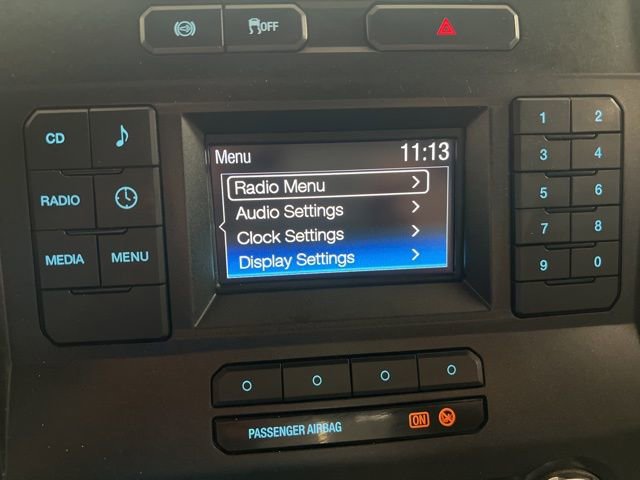 OFF
CD
RADIO
MEDIA
MENU
Menu 11:13
Radio Menu >
Audio Settings >
Clock Settings >
Display Settings >
1 2
3 4
5 6
7 8
9 0
PASSENGER AIRBAG ON